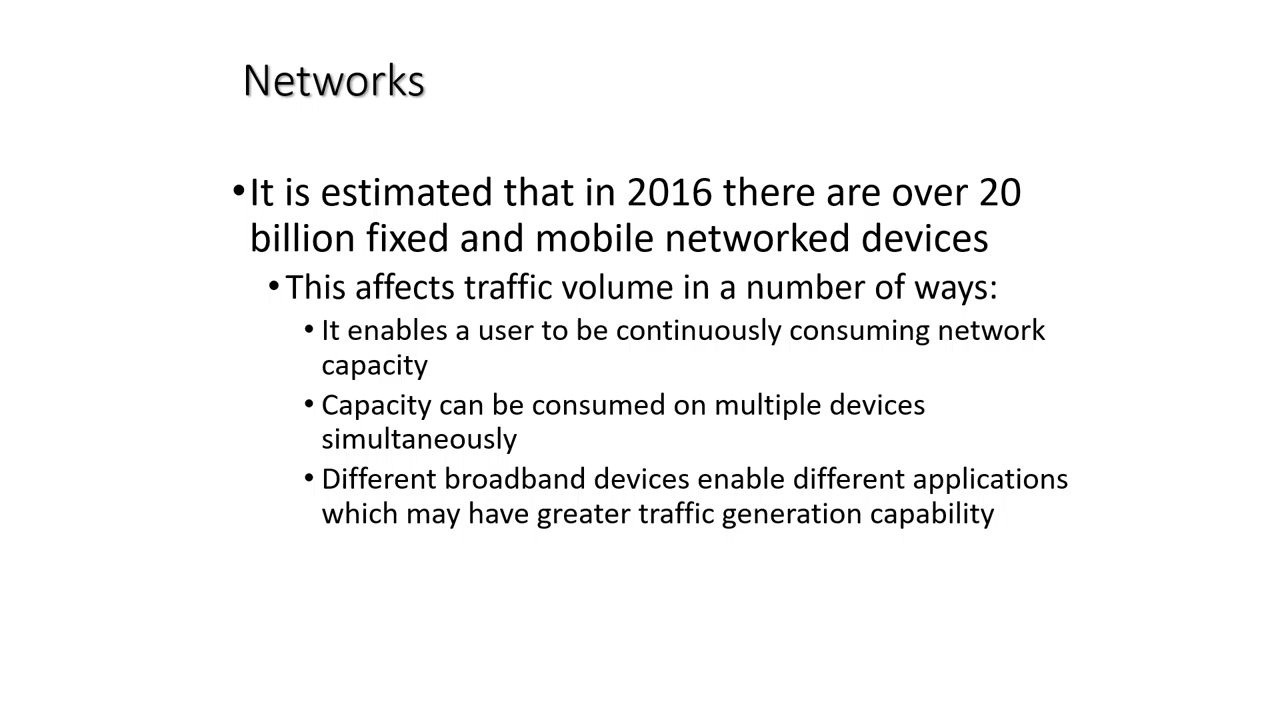 Networks
•It is estimated that in 2016 there are over 20
billion fixed and mobile networked devices
•This affects traffic volume in a number of ways:
• It enables a user to be continuously consuming network
capacity
• Capacity can be consumed on multiple devices
simultaneously
• Different broadband devices enable different applications
which may have greater traffic generation capability